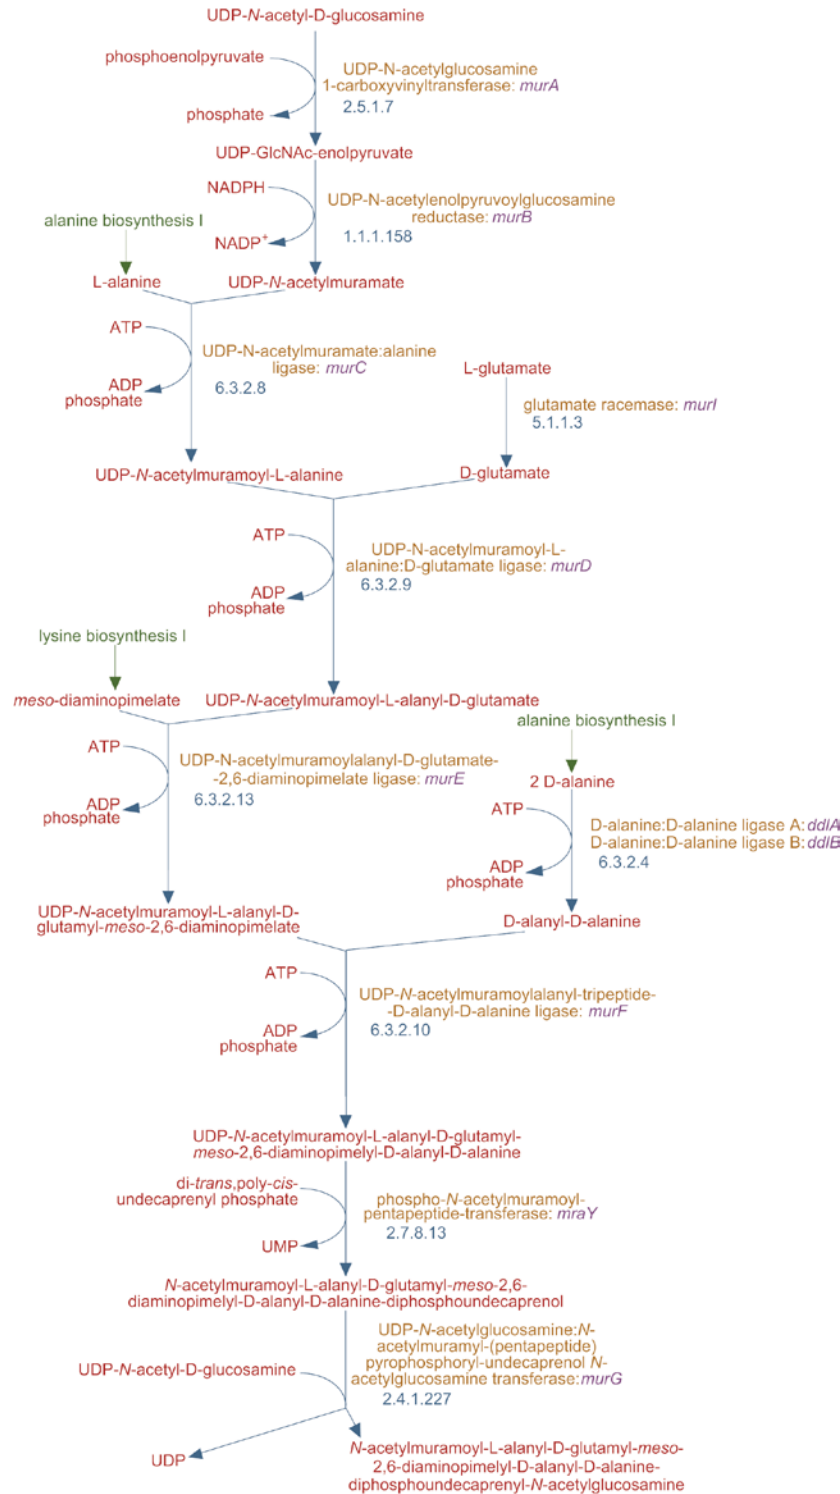 UDP-N-acetyl-D-glucosamine
phosphoenolpyruvate
UDP-N-acetylglucosamine
1-carboxyvinyltransferase: murA
2.5.1.7
phosphate
UDP-GlcNAc-enolpyruvate
NADPH
UDP-N-acetylenolpyruvoylglucosamine
reductase: murB
1.1.1.158
NADP+
alanine biosynthesis I
L-alanine
UDP-N-acetylmuramate
ATP
UDP-N-acetylmuramate:alanine
ligase: murC
6.3.2.8
ADP
phosphate
L-glutamate
glutamate racemase: murI
5.1.1.3
UDP-N-acetylmuramoyl-L-alanine
D-glutamate
ATP
UDP-N-acetylmuramoyl-L-
alanine:D-glutamate ligase: murD
6.3.2.9
ADP
phosphate
lysine biosynthesis I
meso-diaminopimelate
UDP-N-acetylmuramoyl-L-alanyl-D-glutamate
alanine biosynthesis I
ATP
UDP-N-acetylmuramoylalanyl-D-glutamate-
-2,6-diaminopimelate ligase: murE
6.3.2.13
ADP
phosphate
2 D-alanine
ATP
D-alanine:D-alanine ligase A: ddlA
D-alanine:D-alanine ligase B: ddlB
6.3.2.4
ADP
phosphate
UDP-N-acetylmuramoyl-L-alanyl-D-
glutamyl-meso-2,6-diaminopimelate
D-alanyl-D-alanine
ATP
UDP-N-acetylmuramoylalanyl-tripeptide-
-D-alanyl-D-alanine ligase: murF
6.3.2.10
ADP
phosphate
UDP-N-acetylmuramoyl-L-alanyl-D-glutamyl-
meso-2,6-diaminopimelyl-D-alanyl-D-alanine
di-trans,poly-cis-
undecaprenyl phosphate
phospho-N-acetylmuramoyl-
pentapeptide-transferase: mraY
2.7.8.13
UMP
N-acetylmuramoyl-L-alanyl-D-glutamyl-meso-2,6-
diaminopimelyl-D-alanyl-D-alanine-diphosphoundecaprenol
UDP-N-acetylglucosamine:N-
acetylmuramyl-(pentapeptide)
pyrophosphoryl-undecaprenol N-
acetylglucosamine transferase: murG
2.4.1.227
UDP-N-acetyl-D-glucosamine
UDP
N-acetylmuramoyl-L-alanyl-D-glutamyl-meso-
2,6-diaminopimelyl-D-alanyl-D-alanine-
diphosphoundecaprenyl-N-acetylglucosamine